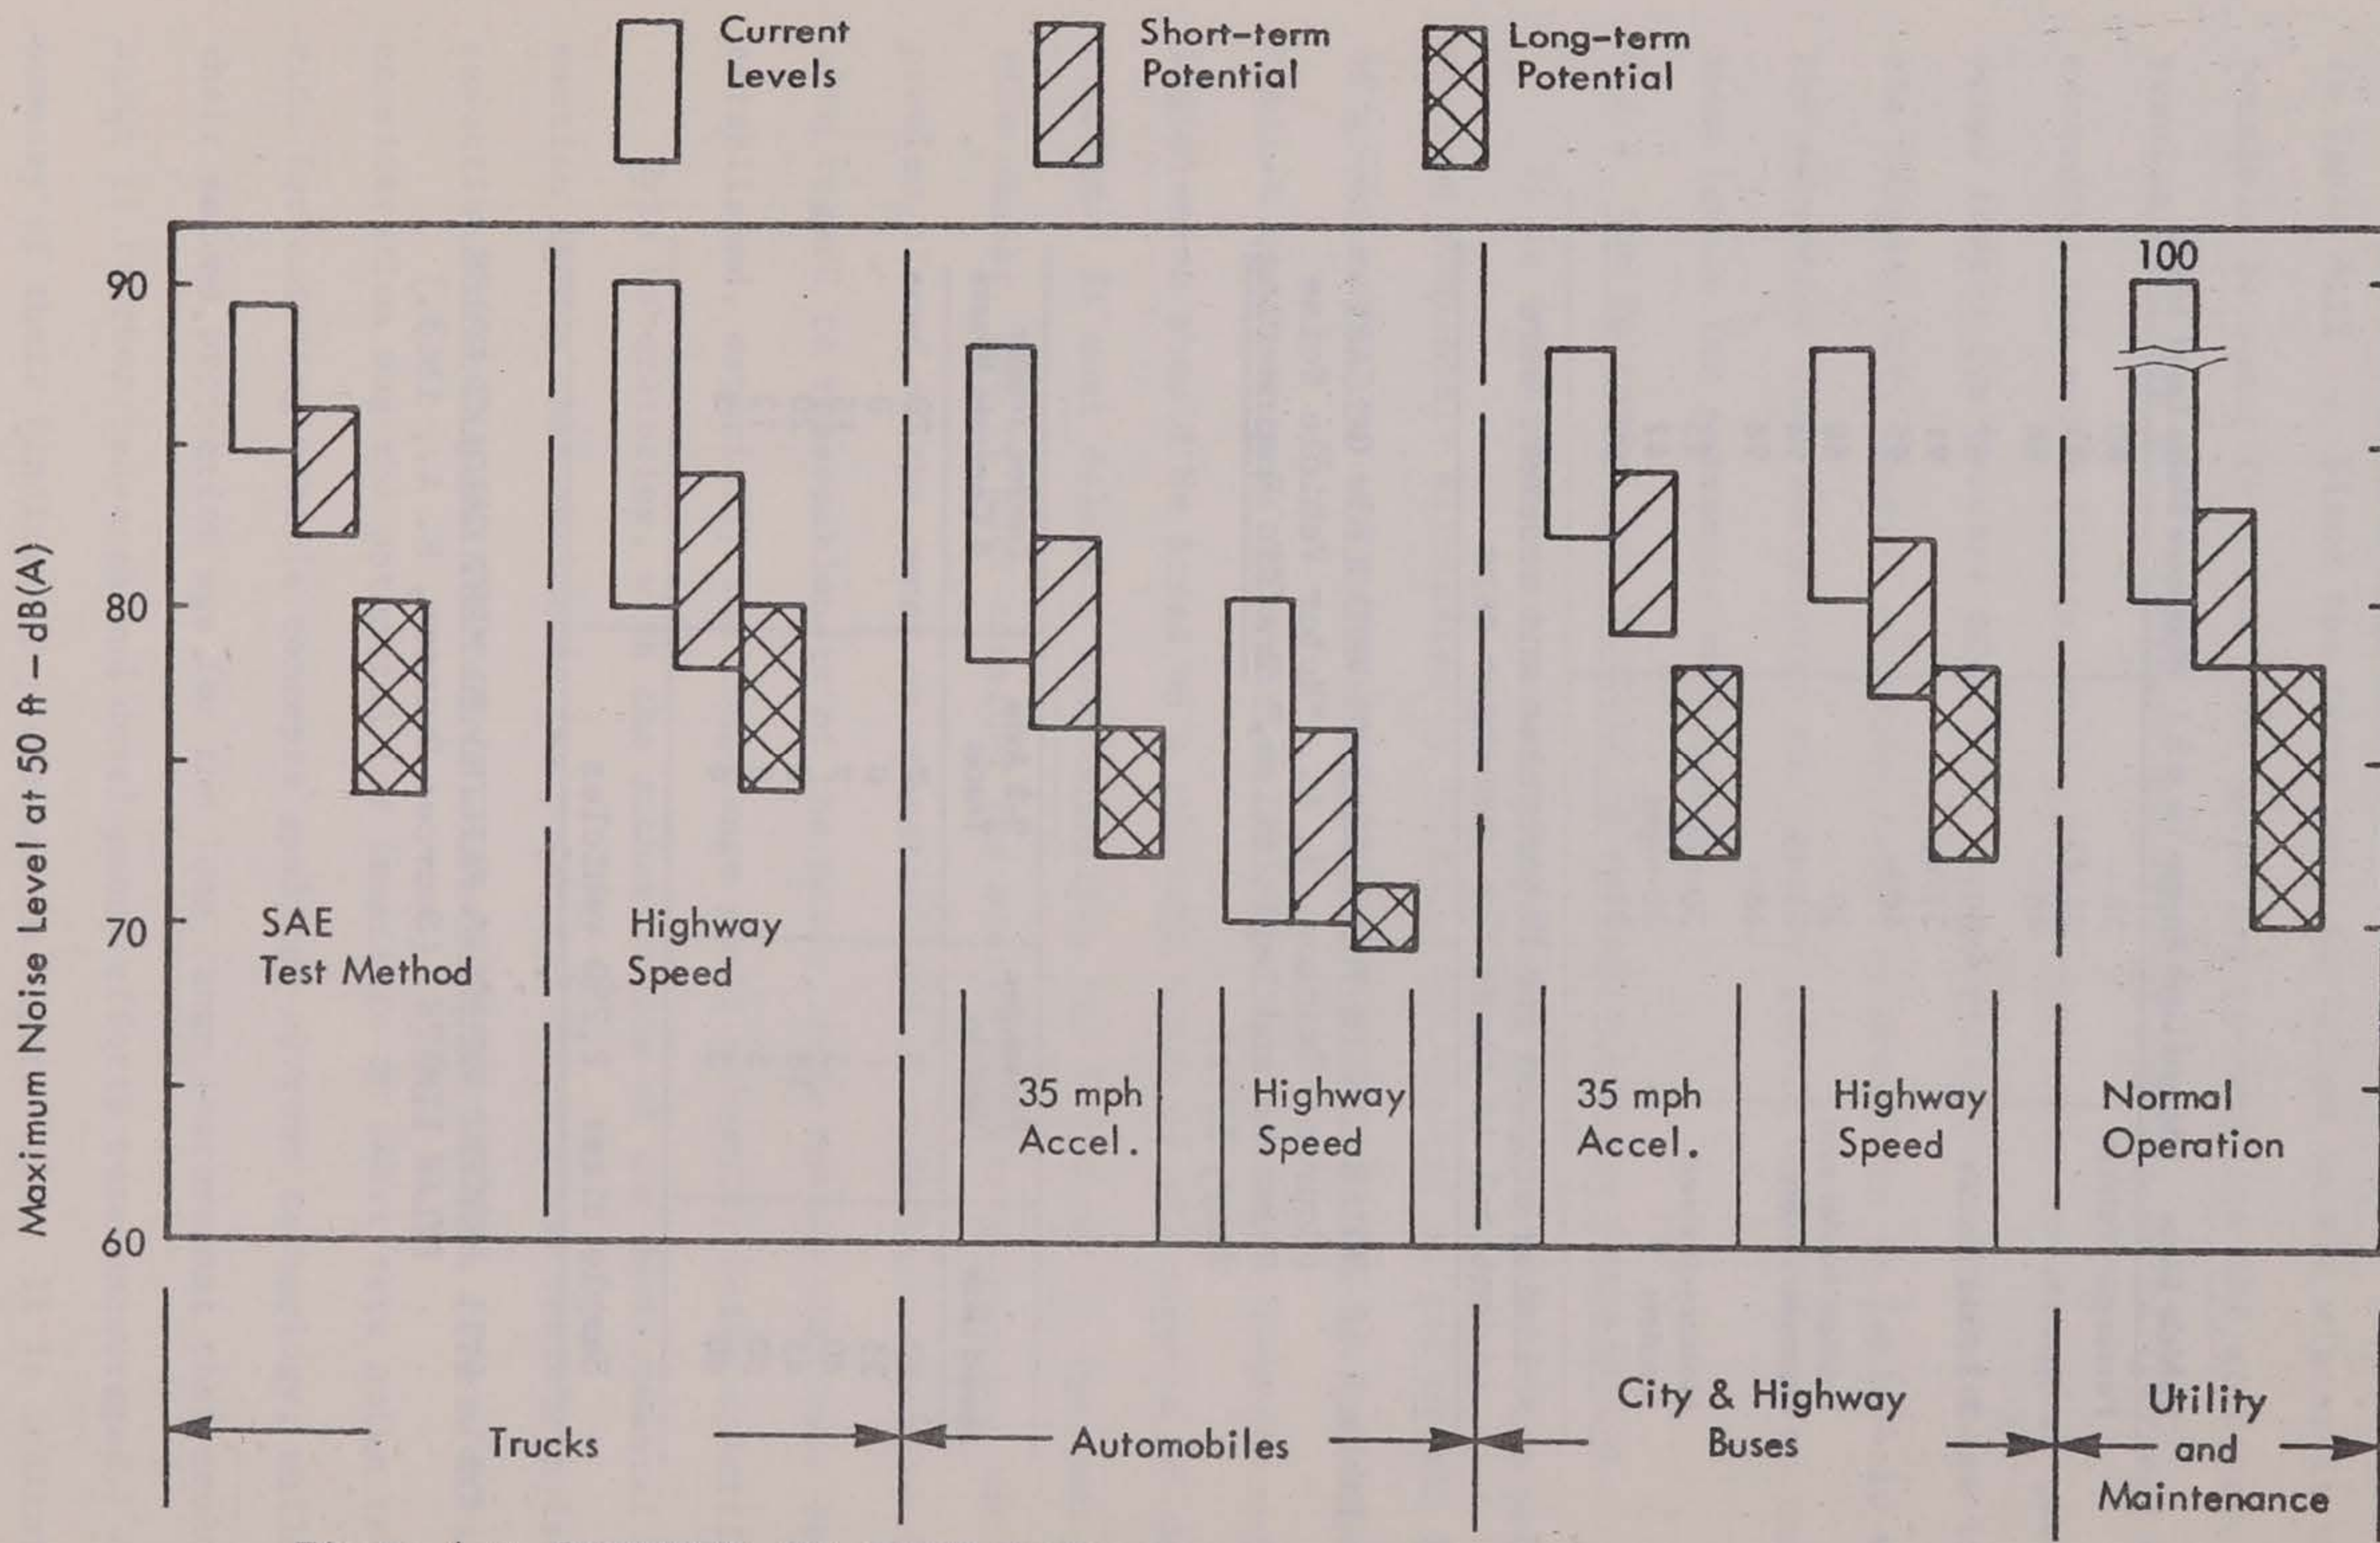 Current
Levels
Short-term
Potential
Long-term
Potential
Maximum Noise Level at 50 ft – dB(A)
90
80
70
60
100
SAE
Test Method
Highway
Speed
35 mph
Accel.
Highway
Speed
35 mph
Accel.
Highway
Speed
Normal
Operation
Trucks
Automobiles
City & Highway
Buses
Utility
and
Maintenance